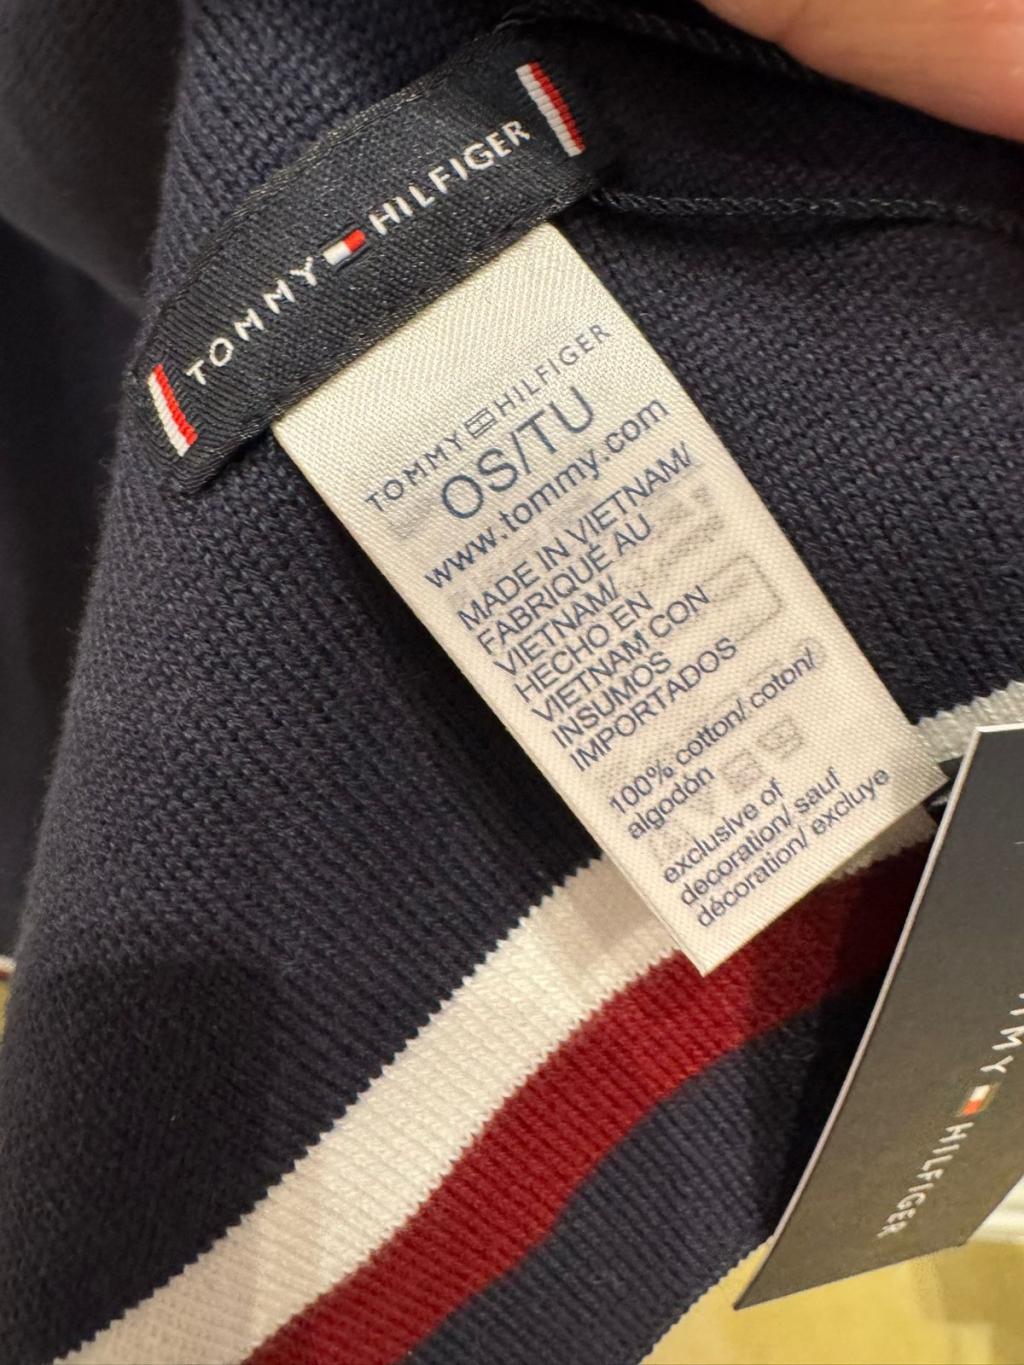 TOMMY HILFIGER
TOMMY HILFIGER
OS/TU
www.tommy.com
MADE IN VIETNAM/
FABRIQUÉ AU
VIETNAM/
HECHO EN
VIETNAM CON
INSUMOS
IMPORTADOS
100% cotton/ coton/
algodón
exclusive of
decoration/ sauf
décoration/ excluye
HILFIGER